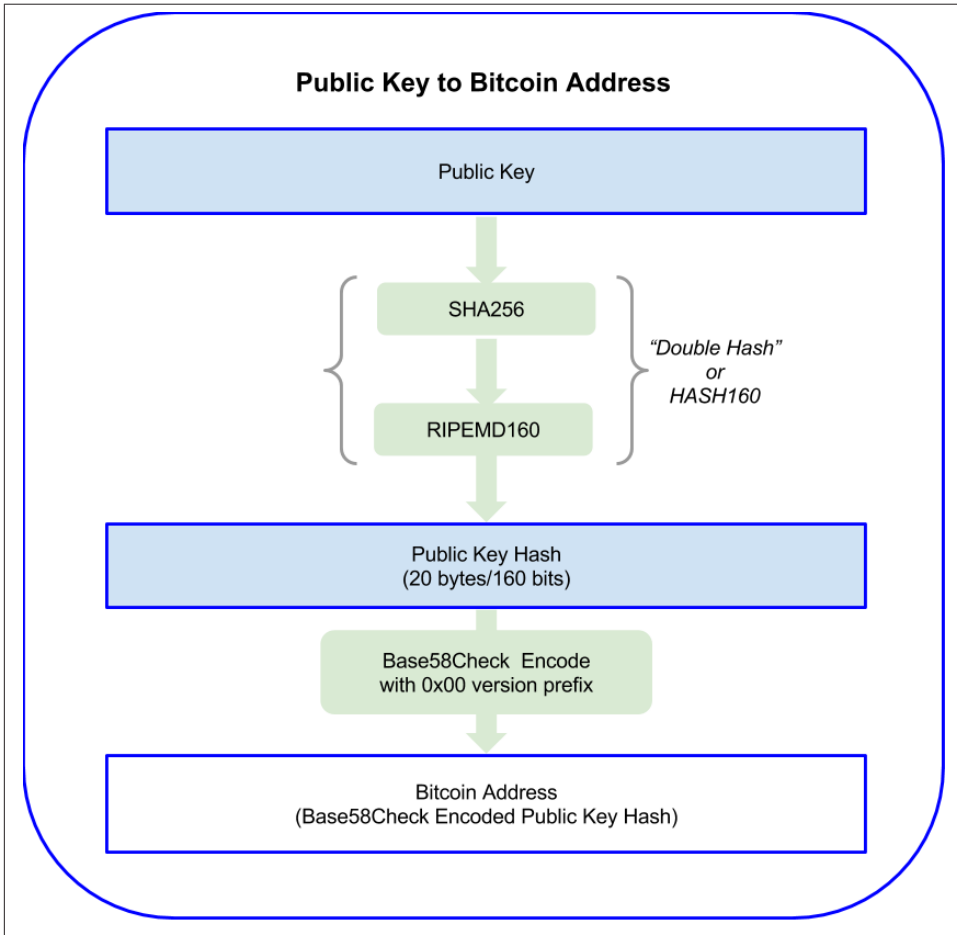 Public Key to Bitcoin Address
Public Key
SHA256
“Double Hash”
or
HASH160
RIPEMD160
Public Key Hash
(20 bytes/160 bits)
Base58Check Encode
with 0x00 version prefix
Bitcoin Address
(Base58Check Encoded Public Key Hash)